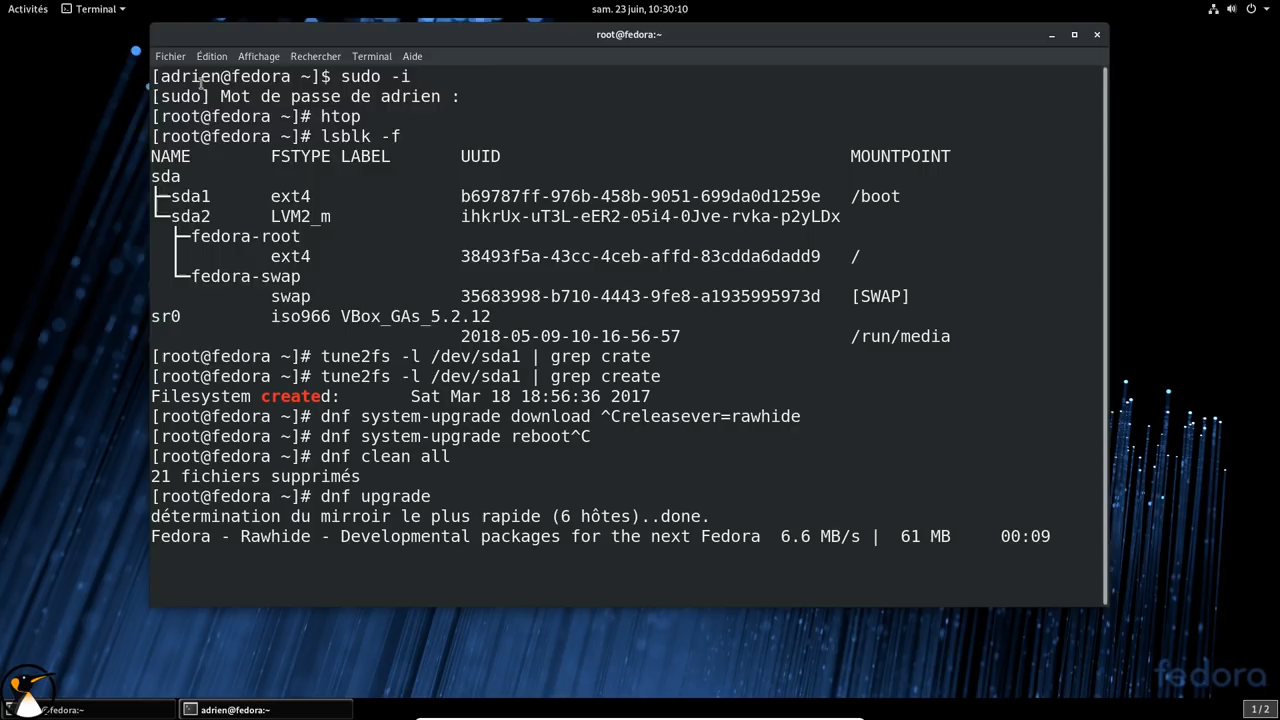 Activités
Terminal
sam. 23 juin, 10:30:10
root@fedora:~
Fichier Édition Affichage Rechercher Terminal Aide
[adrien@fedora ~]$ sudo -i
[sudo] Mot de passe de adrien :
[root@fedora ~]# htop
[root@fedora ~]# lsblk -f
NAME FSTYPE LABEL UUID MOUNTPOINT
sda
├─sda1 ext4 b69787ff-976b-458b-9051-699da0d1259e /boot
└─sda2 LVM2_m ihkrUx-uT3L-eER2-05i4-0Jve-rvka-p2yLDx
├─fedora-root
│ ext4 38493f5a-43cc-4ceb-affd-83cdda6dadd9 /
└─fedora-swap
swap 35683998-b710-4443-9fe8-a1935995973d [SWAP]
sr0 iso966 VBox_GAs_5.2.12
2018-05-09-10-16-56-57 /run/media
[root@fedora ~]# tune2fs -l /dev/sda1 | grep crate
[root@fedora ~]# tune2fs -l /dev/sda1 | grep create
Filesystem created: Sat Mar 18 18:56:36 2017
[root@fedora ~]# dnf system-upgrade download ^Creleasever=rawhide
[root@fedora ~]# dnf system-upgrade reboot^C
[root@fedora ~]# dnf clean all
21 fichiers supprimés
[root@fedora ~]# dnf upgrade
détermination du mirroir le plus rapide (6 hôtes)..done.
Fedora - Rawhide - Developmental packages for the next Fedora 6.6 MB/s | 61 MB 00:09
fedora
fedora:~
adrien@fedora:~
1/2